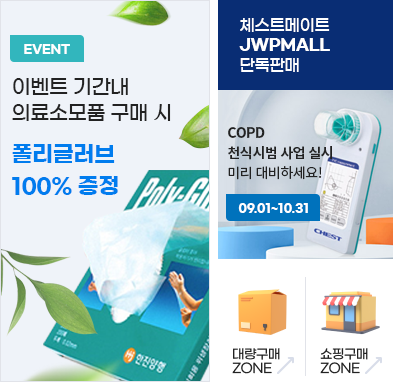 EVENT
이벤트 기간내
의료소모품 구매 시
폴리글러브
100% 증정
Poly-Gl
한진양행
체스트메이트
JWPMALL
단독판매
COPD
천식시범 사업 실시
미리 대비하세요!
09.01~10.31
CHEST
대량구매
ZONE
쇼핑구매
ZONE